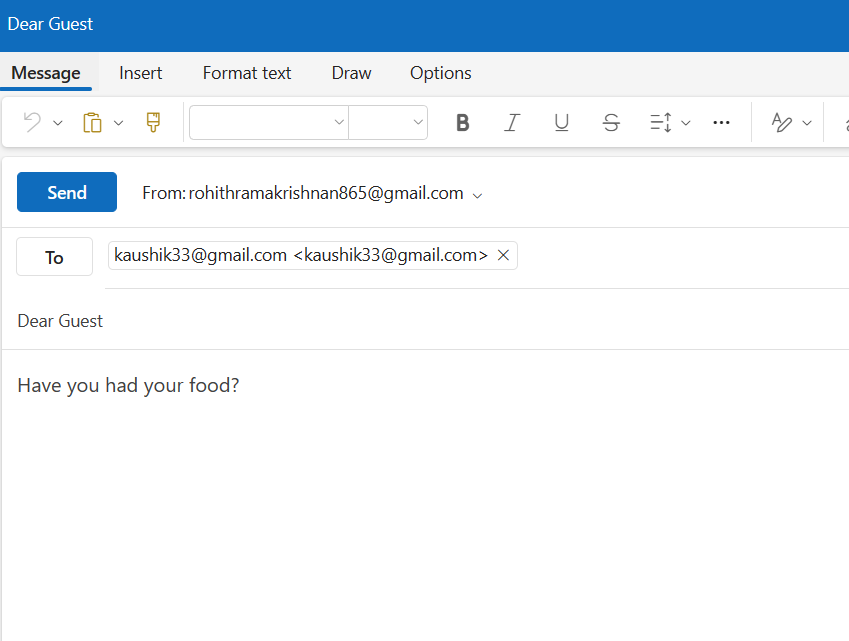 Dear Guest
Message Insert Format text Draw Options
B I U S
Send From: rohithramakrishnan865@gmail.com
To kaushik33@gmail.com <kaushik33@gmail.com>
Dear Guest
Have you had your food?